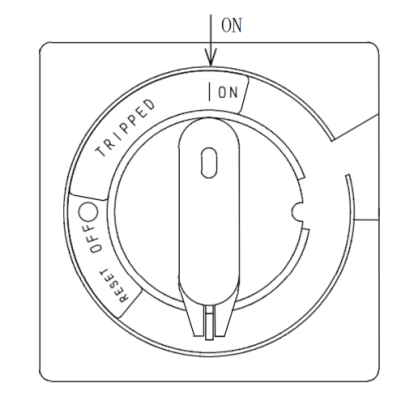 ON
| ON
TRIPPED
O OFF
RESET